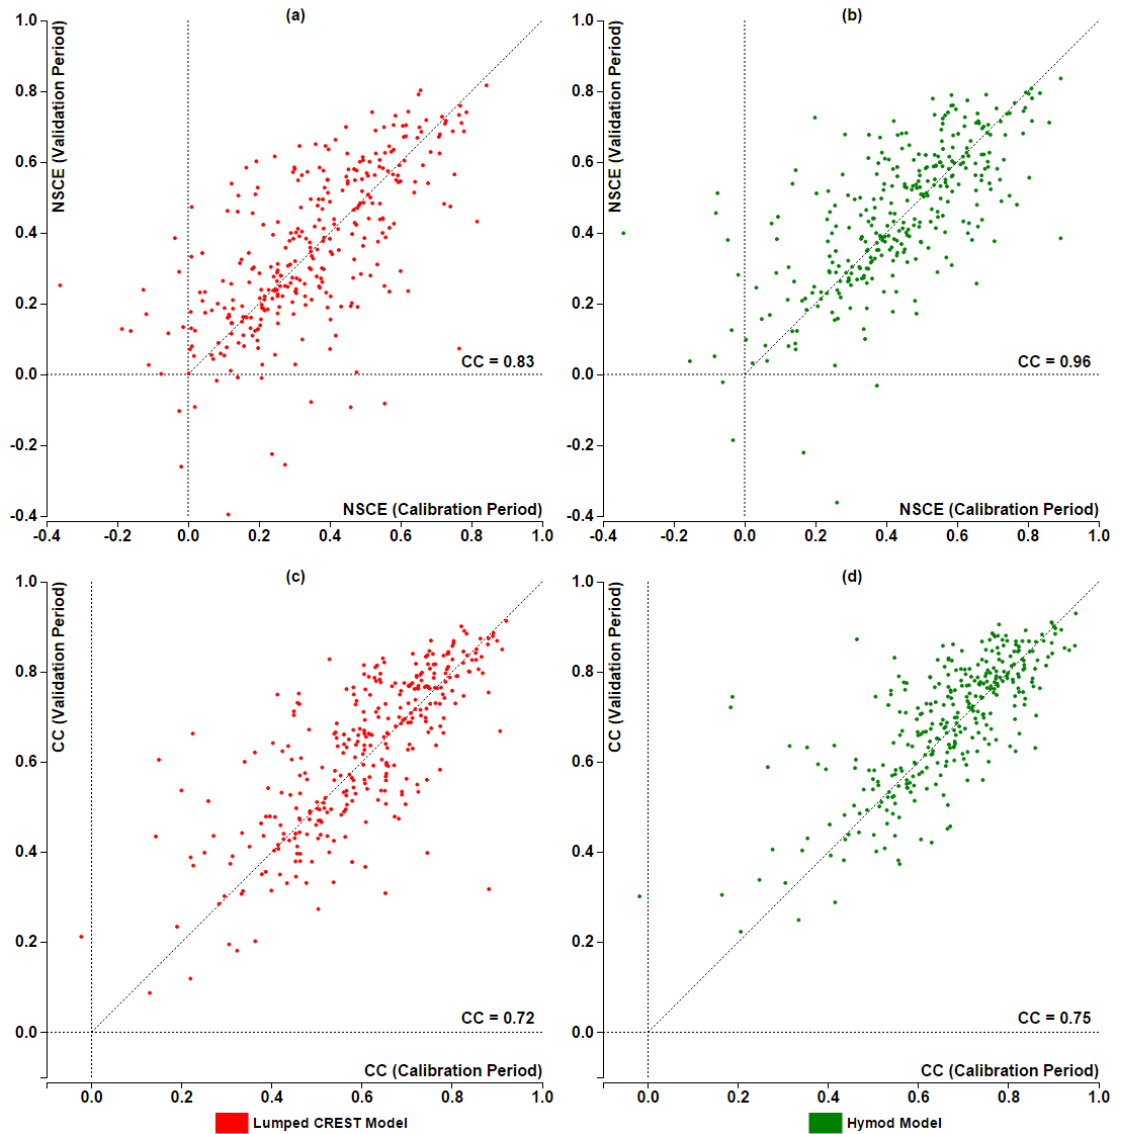 (a)
NSCE (Validation Period)
1.0
0.8
0.6
0.4
0.2
0.0
-0.2
-0.4
CC = 0.83
NSCE (Calibration Period)
-0.4 -0.2 0.0 0.2 0.4 0.6 0.8 1.0
(b)
NSCE (Validation Period)
1.0
0.8
0.6
0.4
0.2
0.0
-0.2
-0.4
CC = 0.96
NSCE (Calibration Period)
-0.4 -0.2 0.0 0.2 0.4 0.6 0.8 1.0
(c)
CC (Validation Period)
1.0
0.8
0.6
0.4
0.2
0.0
CC = 0.72
CC (Calibration Period)
0.0 0.2 0.4 0.6 0.8 1.0
(d)
CC (Validation Period)
1.0
0.8
0.6
0.4
0.2
0.0
CC = 0.75
CC (Calibration Period)
0.0 0.2 0.4 0.6 0.8 1.0
Lumped CREST Model
Hymod Model